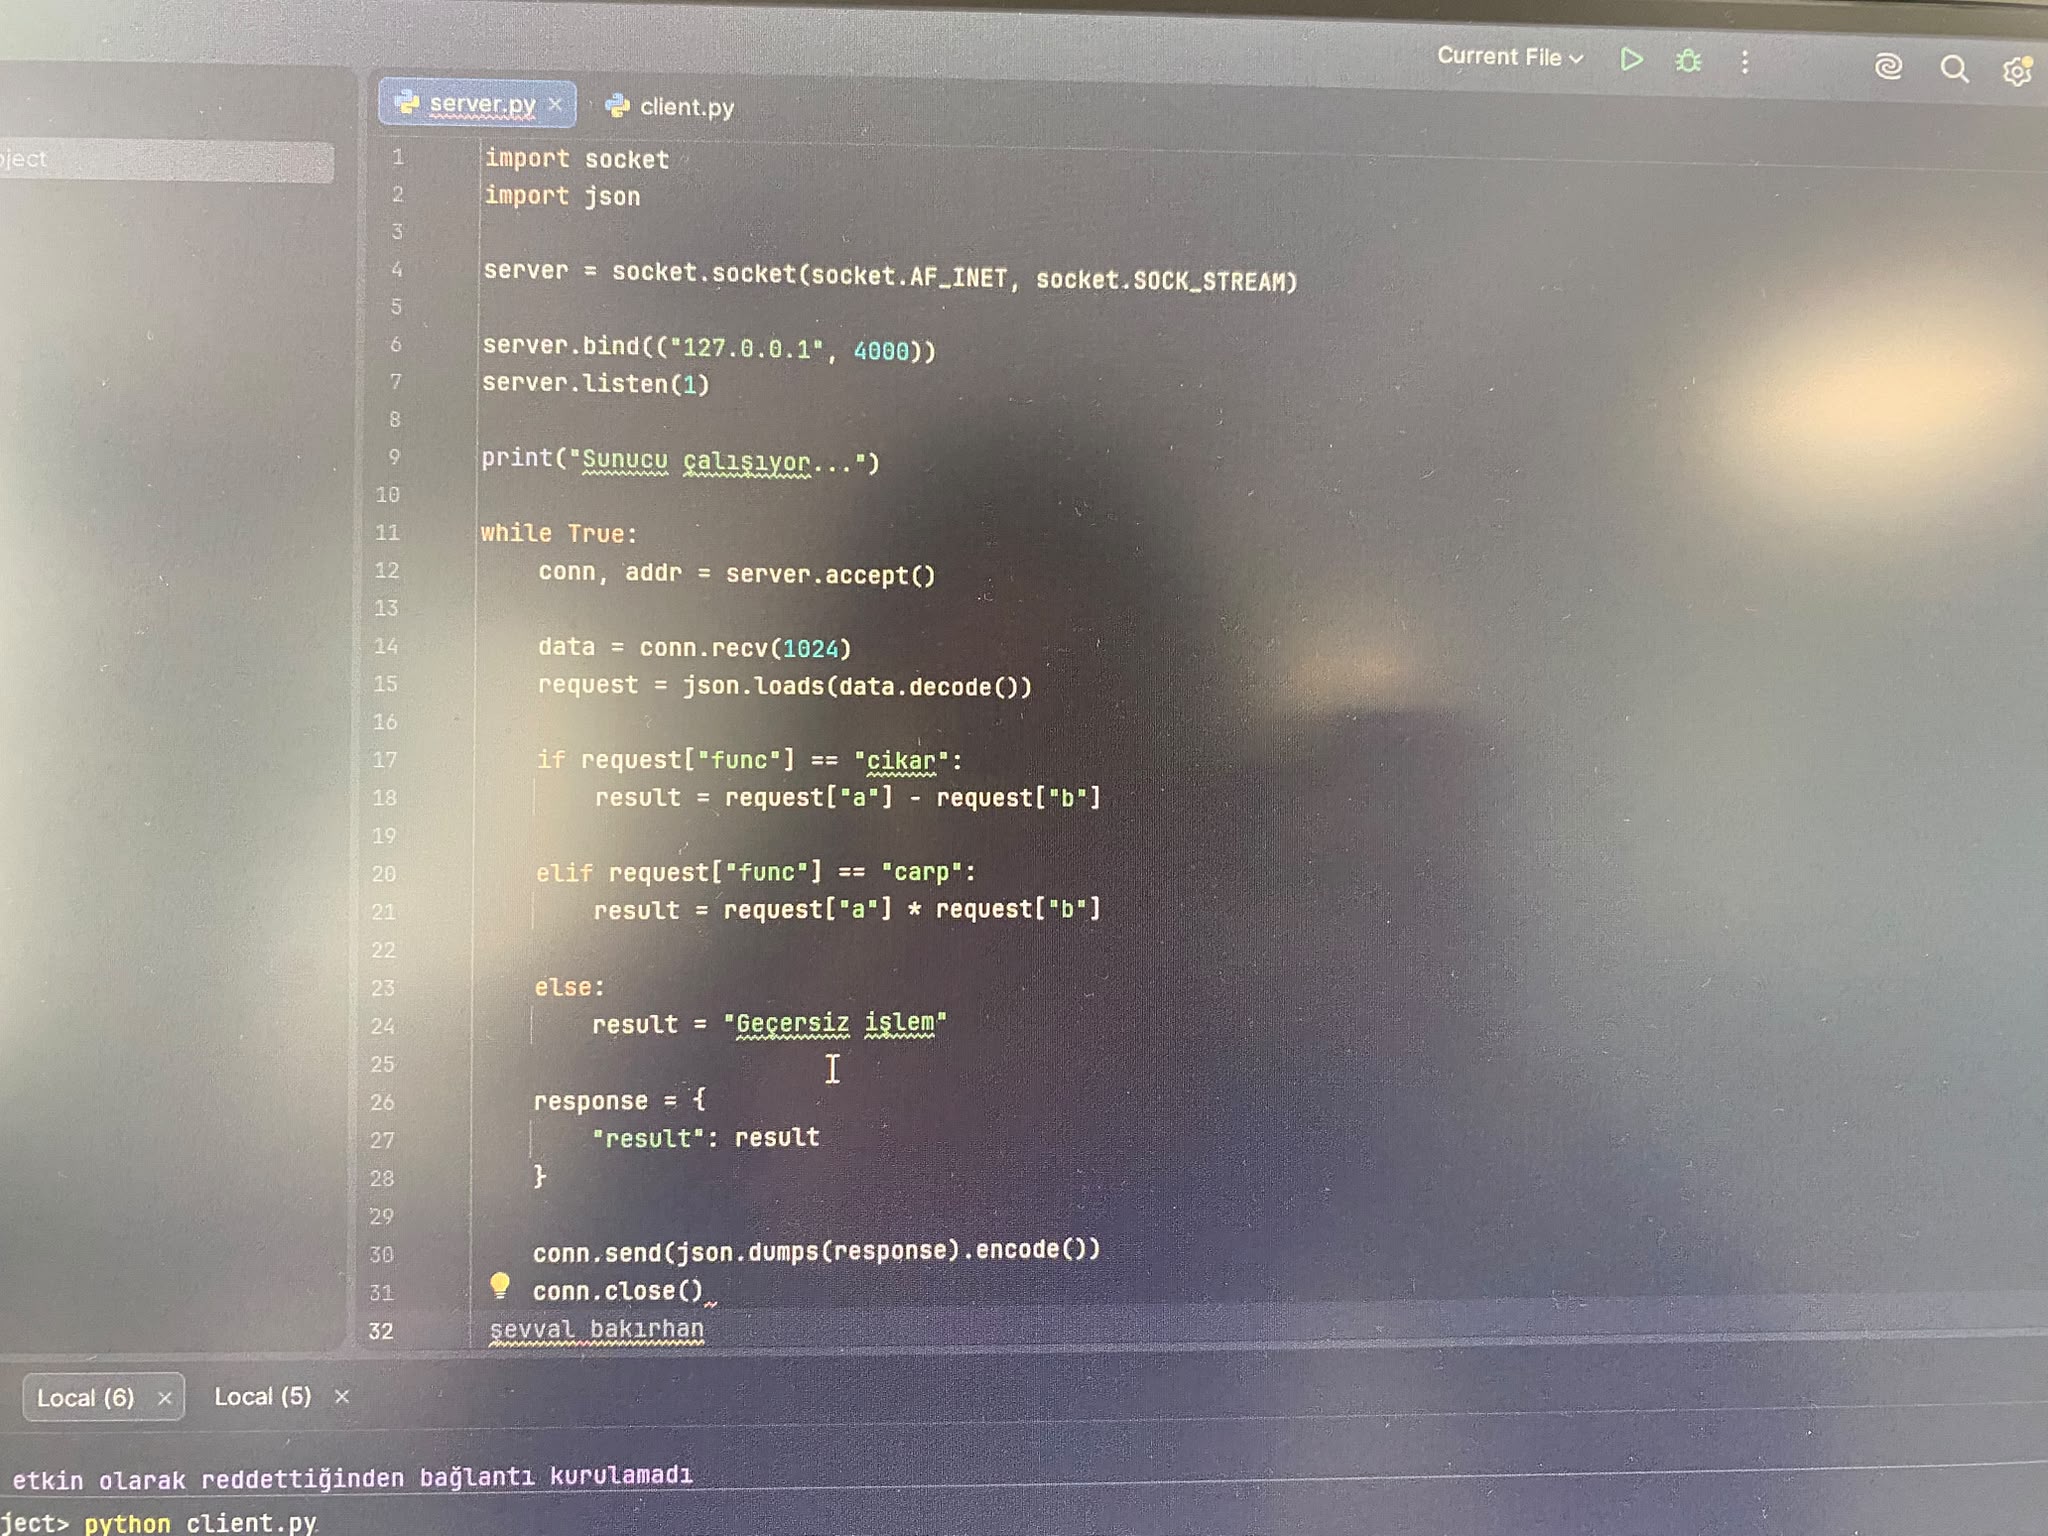 Current File
server.py
client.py
ject
1 import socket
2 import json
3
4 server = socket.socket(socket.AF_INET, socket.SOCK_STREAM)
5
6 server.bind(("127.0.0.1", 4000))
7 server.listen(1)
8
9 print("Sunucu çalışıyor...")
10
11 while True:
12 conn, addr = server.accept()
13
14 data = conn.recv(1024)
15 request = json.loads(data.decode())
16
17 if request["func"] == "cikar":
18 result = request["a"] - request["b"]
19
20 elif request["func"] == "carp":
21 result = request["a"] * request["b"]
22
23 else:
24 result = "Geçersiz işlem"
25
26 response = {
27 "result": result
28 }
29
30 conn.send(json.dumps(response).encode())
31 conn.close()
32 şevval bakırhan
Local (6) Local (5)
etkin olarak reddettiğinden bağlantı kurulamadı
ject> python client.py